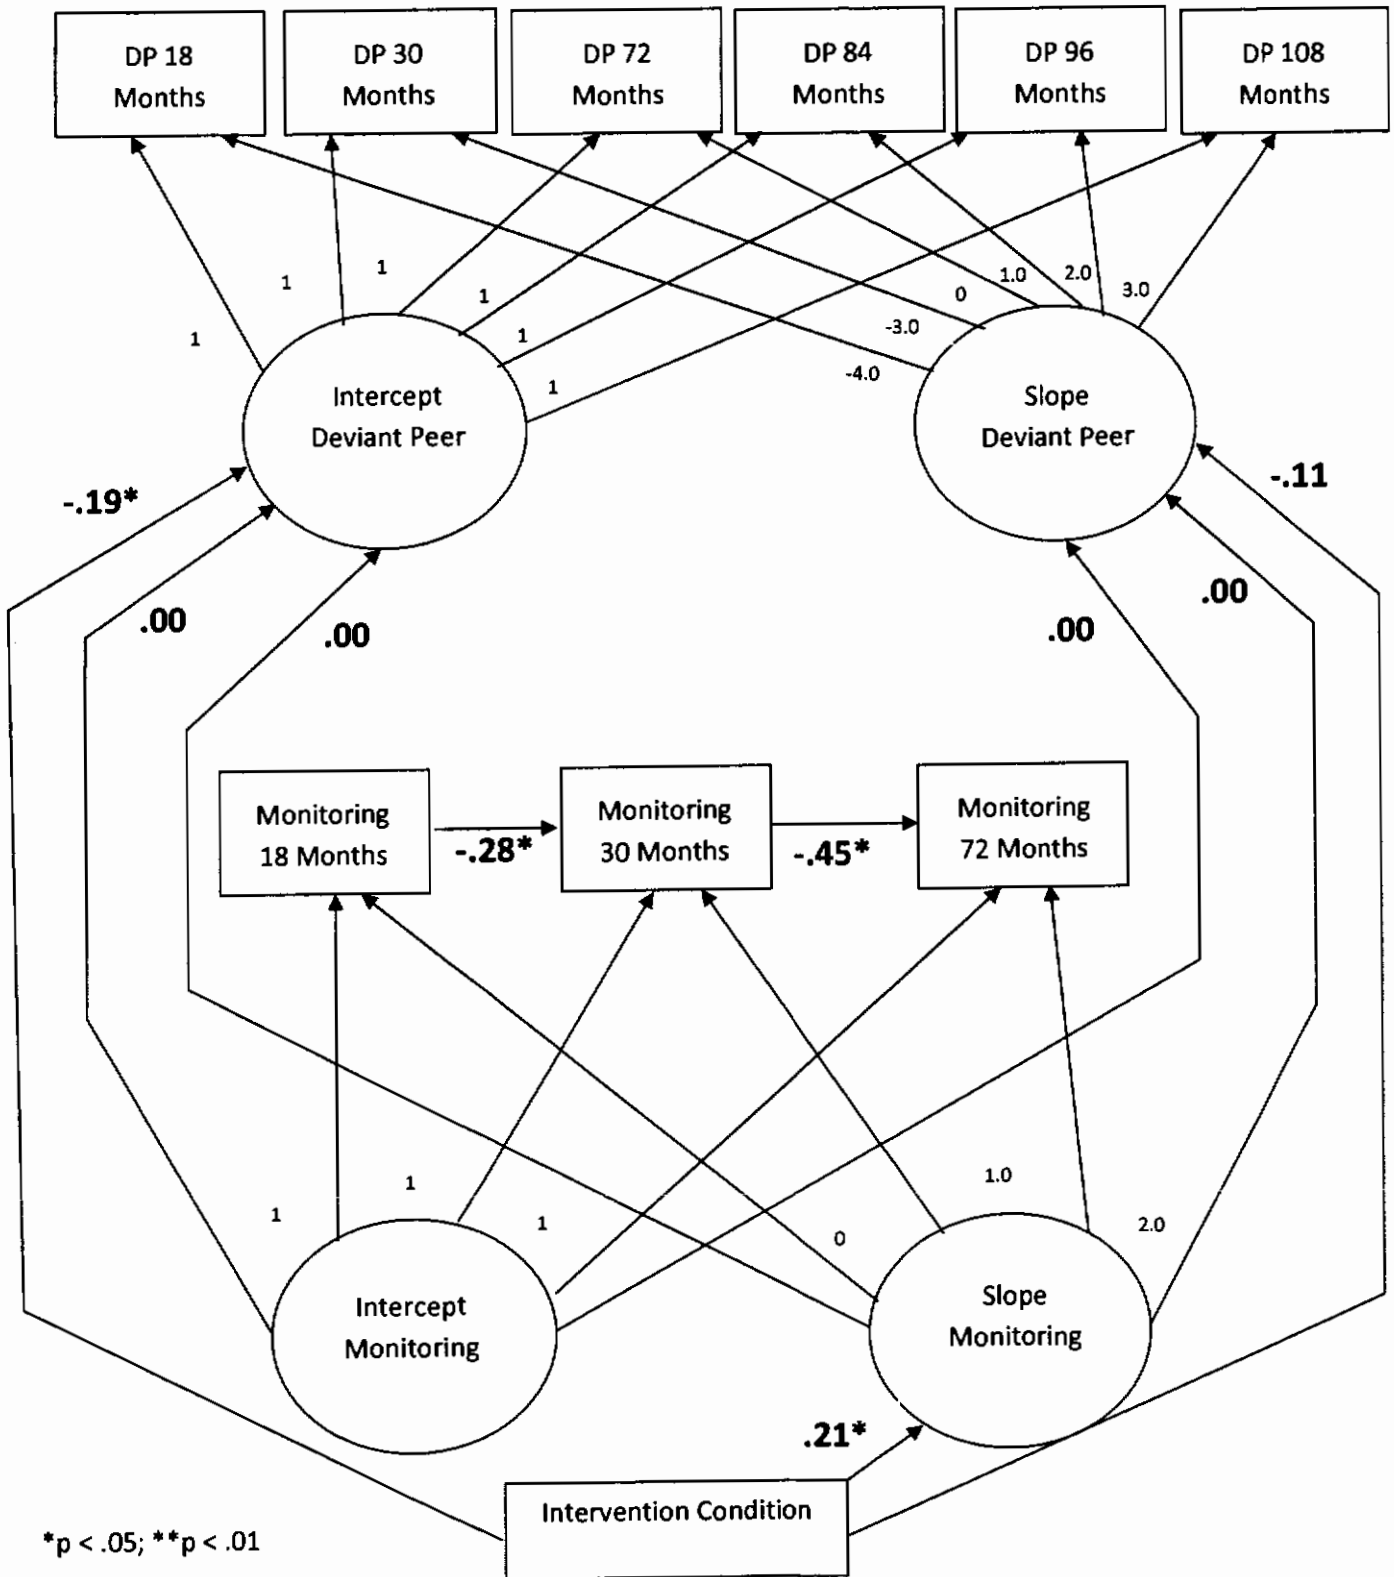 DP 18
Months
DP 30
Months
DP 72
Months
DP 84
Months
DP 96
Months
DP 108
Months
1
1
1
1
1
1
-4.0
-3.0
0
1.0
2.0
3.0
Intercept
Deviant Peer
Slope
Deviant Peer
-.19*
-.11
.00
.00
.00
.00
Monitoring
18 Months
-.28*
Monitoring
30 Months
-.45*
Monitoring
72 Months
1
1
1
0
1.0
2.0
Intercept
Monitoring
Slope
Monitoring
.21*
Intervention Condition
*p < .05; **p < .01